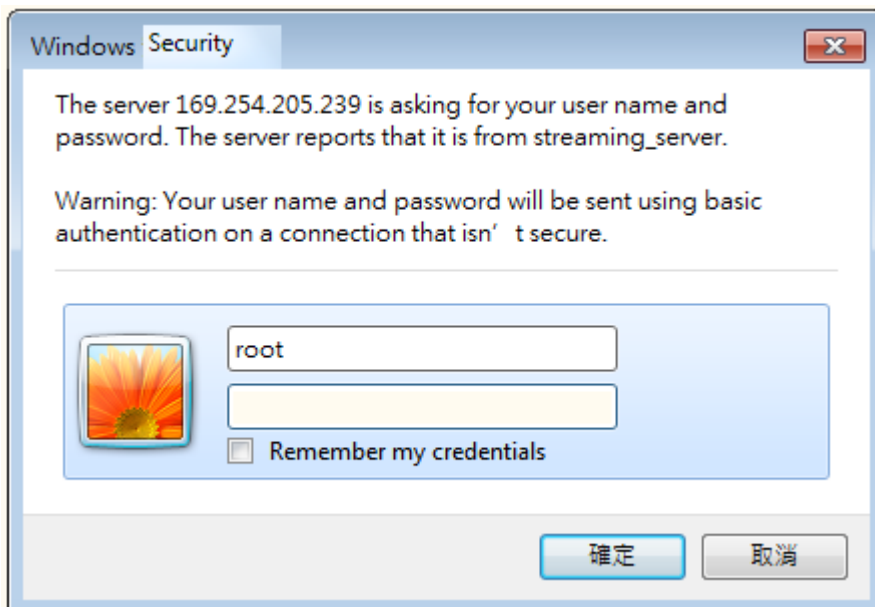 Windows Security
The server 169.254.205.239 is asking for your user name and
password. The server reports that it is from streaming_server.
Warning: Your user name and password will be sent using basic
authentication on a connection that isn’ t secure.
root
Remember my credentials
確定 取消